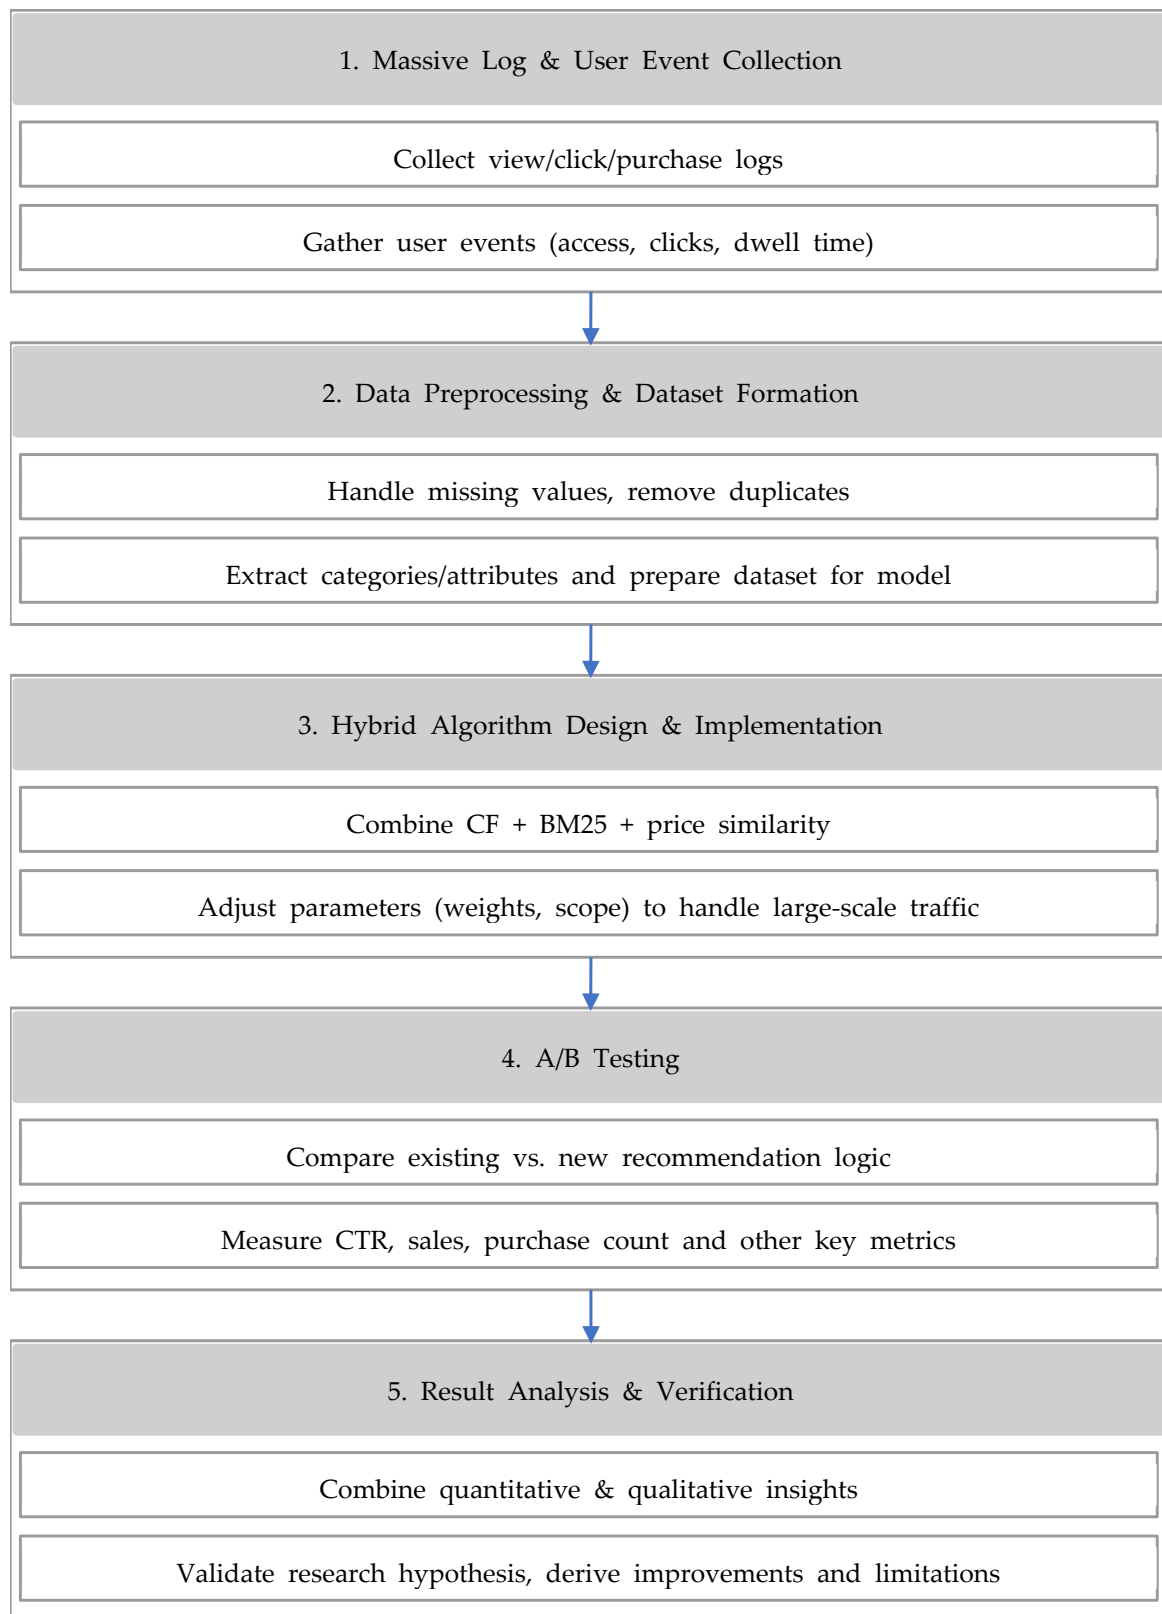 1. Massive Log & User Event Collection
Collect view/click/purchase logs
Gather user events (access, clicks, dwell time)
2. Data Preprocessing & Dataset Formation
Handle missing values, remove duplicates
Extract categories/attributes and prepare dataset for model
3. Hybrid Algorithm Design & Implementation
Combine CF + BM25 + price similarity
Adjust parameters (weights, scope) to handle large-scale traffic
4. A/B Testing
Compare existing vs. new recommendation logic
Measure CTR, sales, purchase count and other key metrics
5. Result Analysis & Verification
Combine quantitative & qualitative insights
Validate research hypothesis, derive improvements and limitations